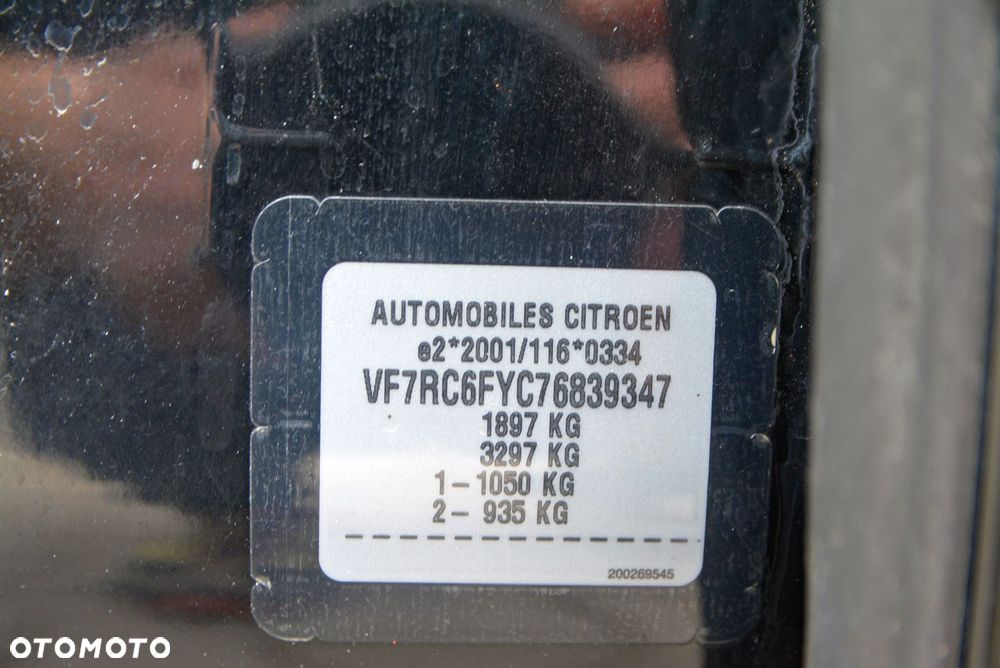 AUTOMOBILES CITROEN
e2*2001/116*0334
VF7RC6FYC76839347
1897 KG
3297 KG
1 - 1050 KG
2 - 935 KG
200269545
OTOMOTO